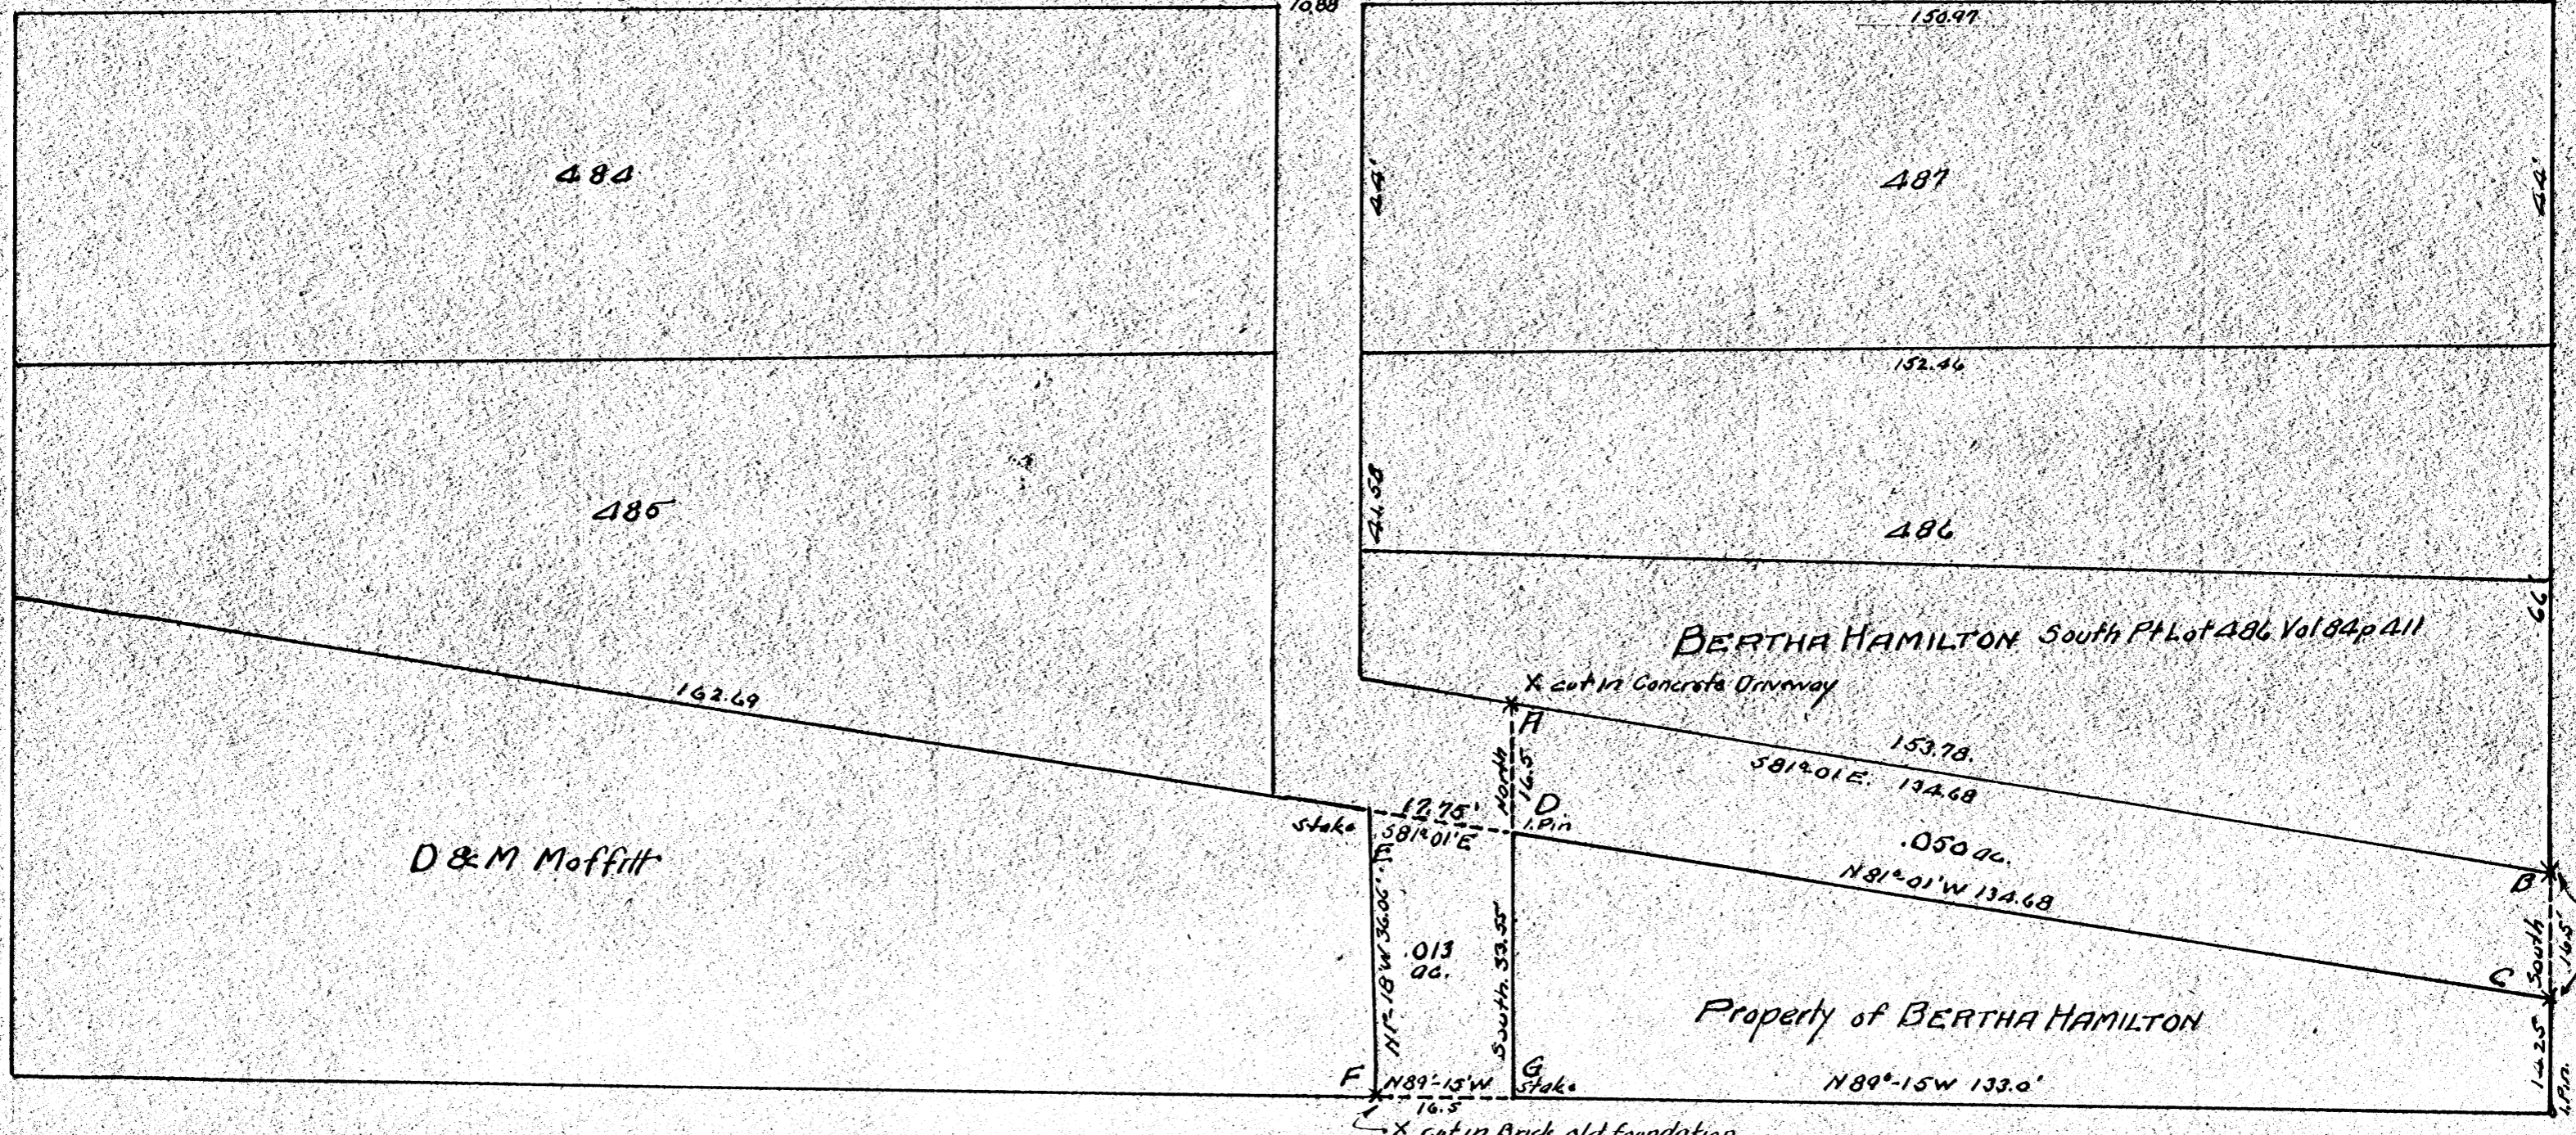 10.88
150.97
484
44'
487
44'
152.46
485
41.58
486
66'
BERTHA HAMILTON South Pt Lot 486 Vol 84 p 411
162.69
X cut in Concrete Driveway
A
North
16.5
153.78.
S81°01'E. 134.68
17.75'
S81°01'E
D
I.Pin
stake
D & M Moffitt
.050 ac.
N81°-01'W 134.68
B
South
16.5'
C
N1°-18'W 36.06'
.013
ac.
South. 33.55
Property of BERTHA HAMILTON
14.25
I.Pin.
F
N89°-15'W
16.5
G
Stake
N89°-15W 133.0'
X cut in Brick old foundation